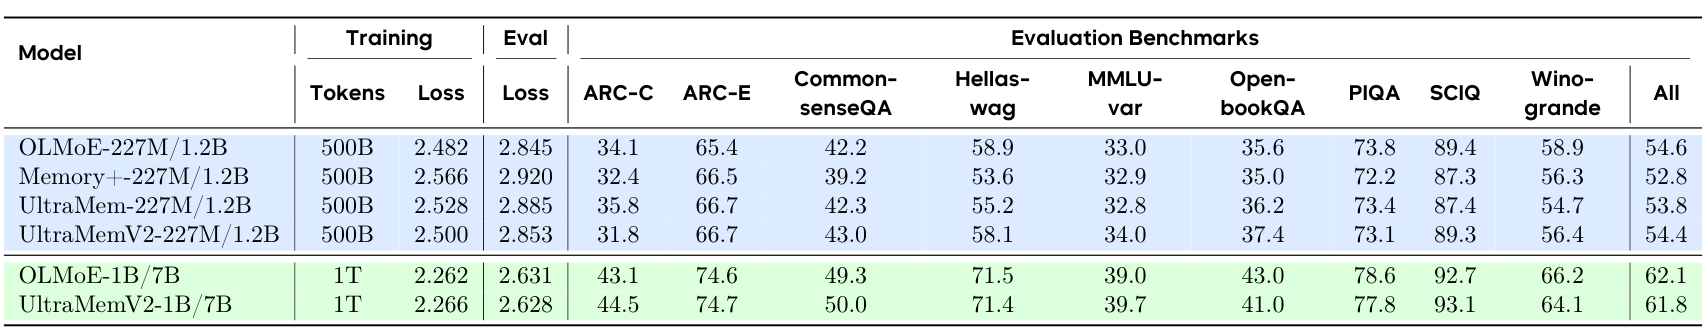 Model Training Eval Evaluation Benchmarks
Tokens Loss Loss ARC-C ARC-E Common-senseQA Hellas-wag MMLU-var Open-bookQA PIQA SCIQ Wino-grande All
OLMoE-227M/1.2B 500B 2.482 2.845 34.1 65.4 42.2 58.9 33.0 35.6 73.8 89.4 58.9 54.6
Memory+-227M/1.2B 500B 2.566 2.920 32.4 66.5 39.2 53.6 32.9 35.0 72.2 87.3 56.3 52.8
UltraMem-227M/1.2B 500B 2.528 2.885 35.8 66.7 42.3 55.2 32.8 36.2 73.4 87.4 54.7 53.8
UltraMemV2-227M/1.2B 500B 2.500 2.853 31.8 66.7 43.0 58.1 34.0 37.4 73.1 89.3 56.4 54.4
OLMoE-1B/7B 1T 2.262 2.631 43.1 74.6 49.3 71.5 39.0 43.0 78.6 92.7 66.2 62.1
UltraMemV2-1B/7B 1T 2.266 2.628 44.5 74.7 50.0 71.4 39.7 41.0 77.8 93.1 64.1 61.8